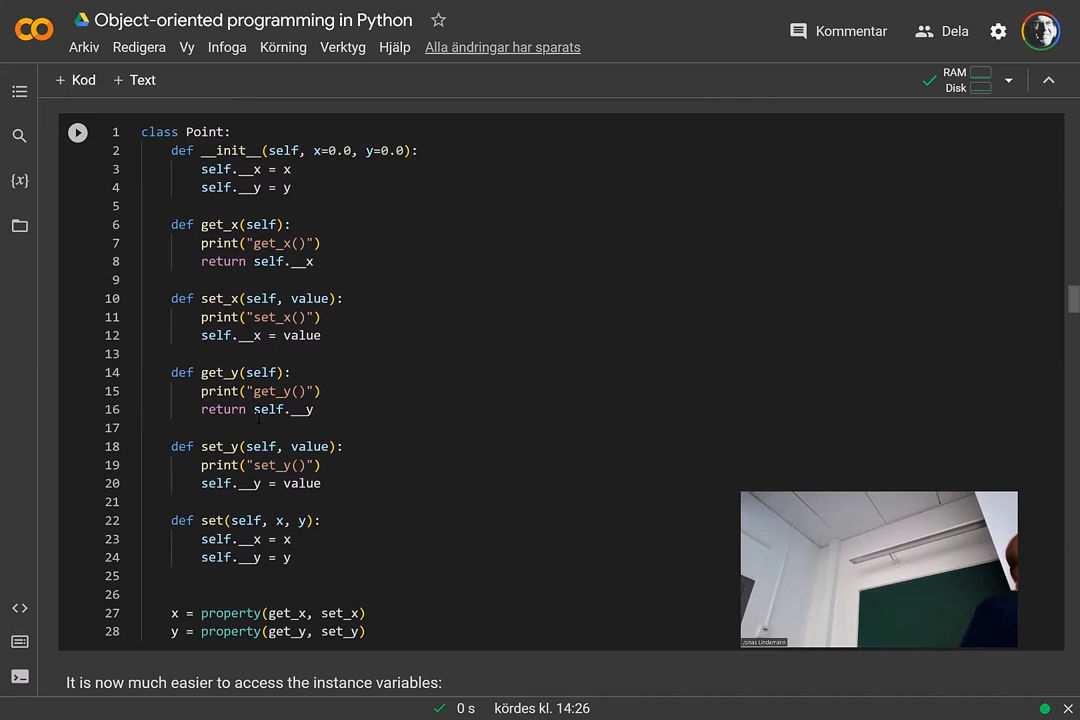 Object-oriented programming in Python
Arkiv Redigera Vy Infoga Körning Verktyg Hjälp Alla ändringar har sparats
Kommentar
Dela
+ Kod + Text
RAM
Disk
{x}
1 class Point:
2 def __init__(self, x=0.0, y=0.0):
3 self.__x = x
4 self.__y = y
5
6 def get_x(self):
7 print("get_x()")
8 return self.__x
9
10 def set_x(self, value):
11 print("set_x()")
12 self.__x = value
13
14 def get_y(self):
15 print("get_y()")
16 return self.__y
17
18 def set_y(self, value):
19 print("set_y()")
20 self.__y = value
21
22 def set(self, x, y):
23 self.__x = x
24 self.__y = y
25
26
27 x = property(get_x, set_x)
28 y = property(get_y, set_y)
Jonas Lindemann
It is now much easier to access the instance variables:
0 s kördes kl. 14:26